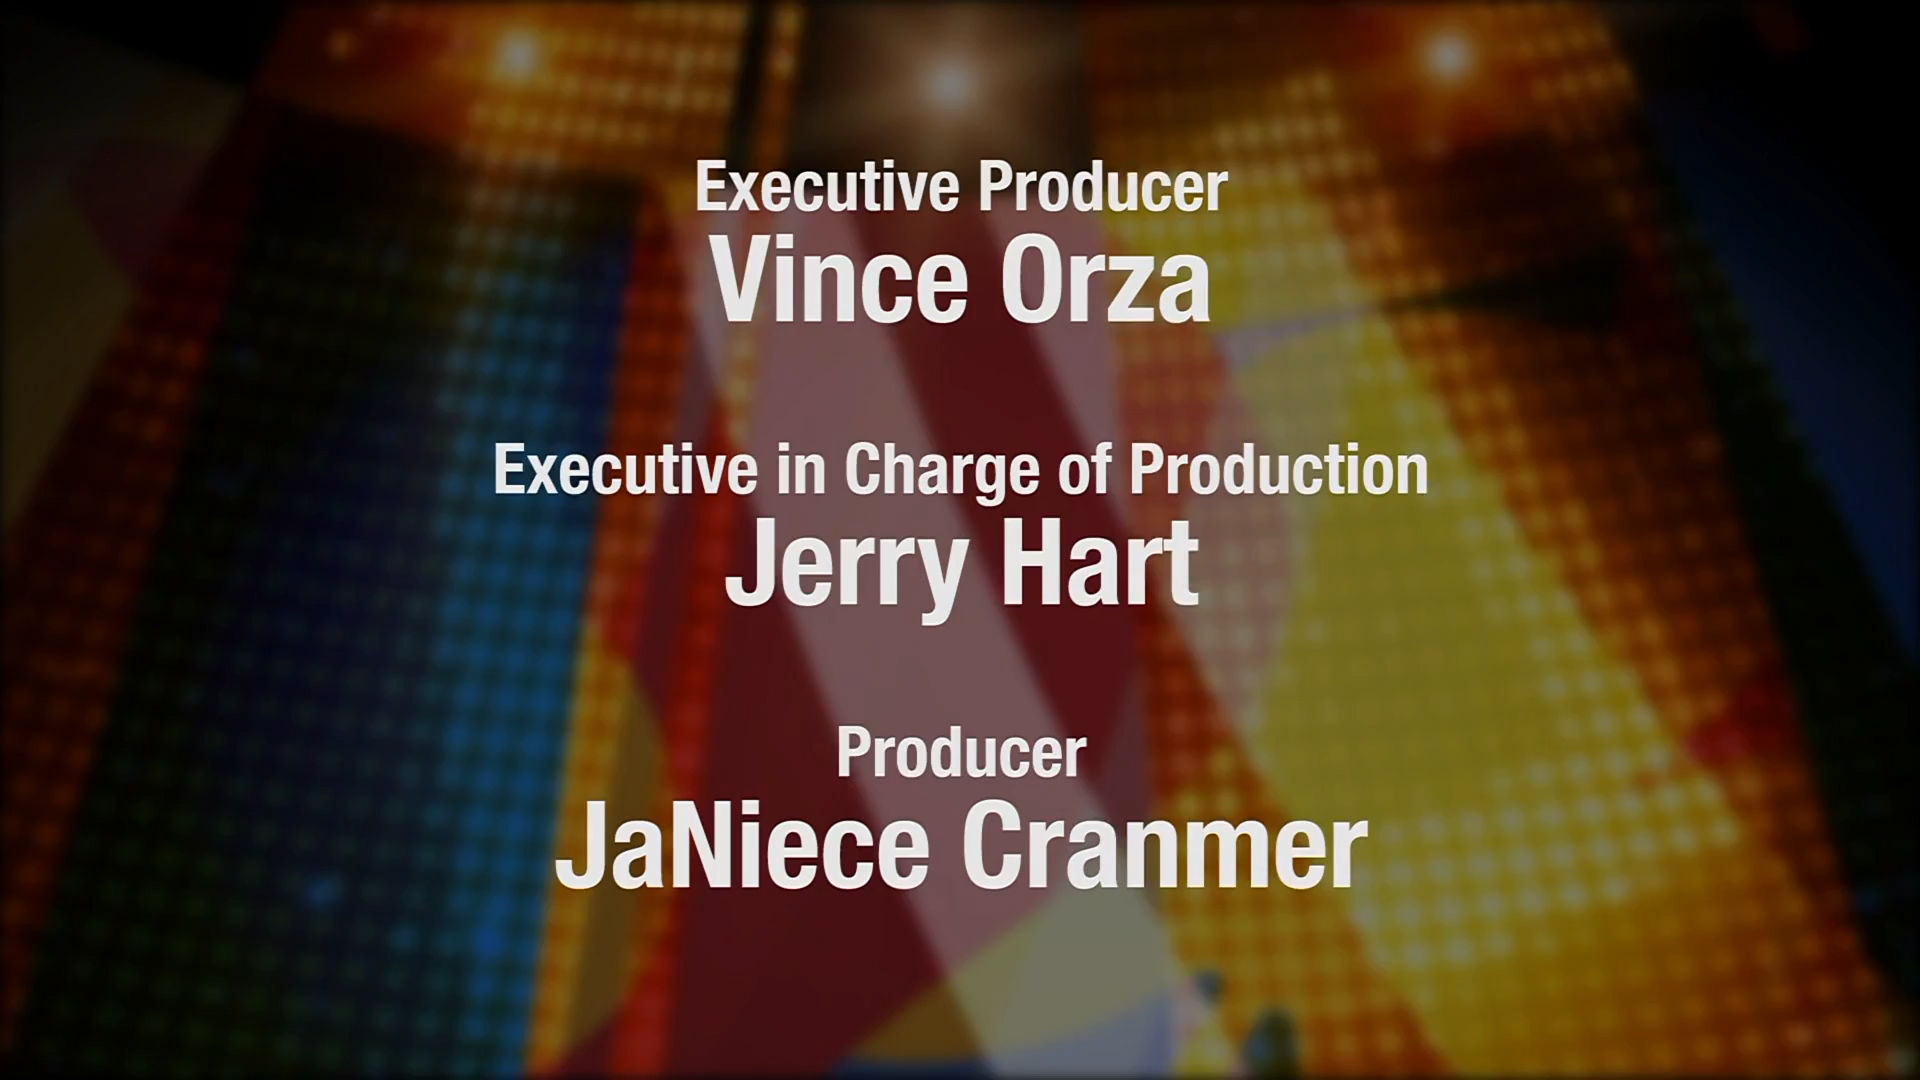 Executive Producer
Vince Orza
Executive in Charge of Production
Jerry Hart
Producer
JaNiece Cranmer